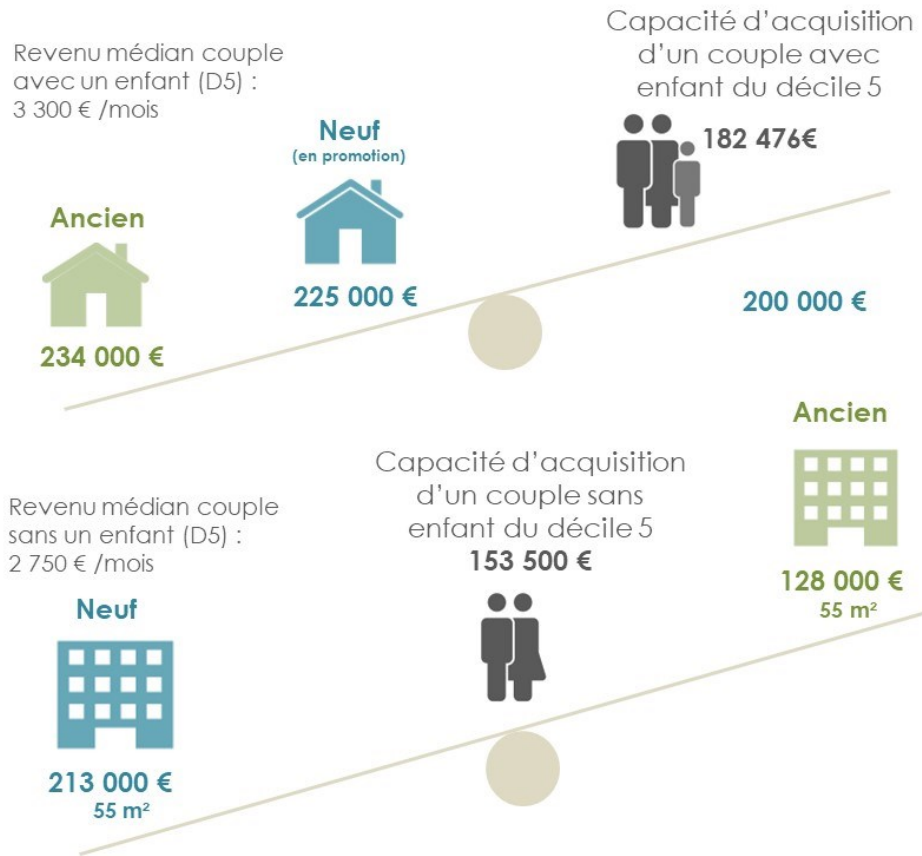 Revenu médian couple
avec un enfant (D5) :
3 300 € /mois
Capacité d’acquisition
d’un couple avec
enfant du décile 5
182 476€
Neuf
(en promotion)
225 000 €
Ancien
234 000 €
200 000 €
Revenu médian couple
sans un enfant (D5) :
2 750 € /mois
Capacité d’acquisition
d’un couple sans
enfant du décile 5
153 500 €
Ancien
128 000 €
55 m²
Neuf
213 000 €
55 m²